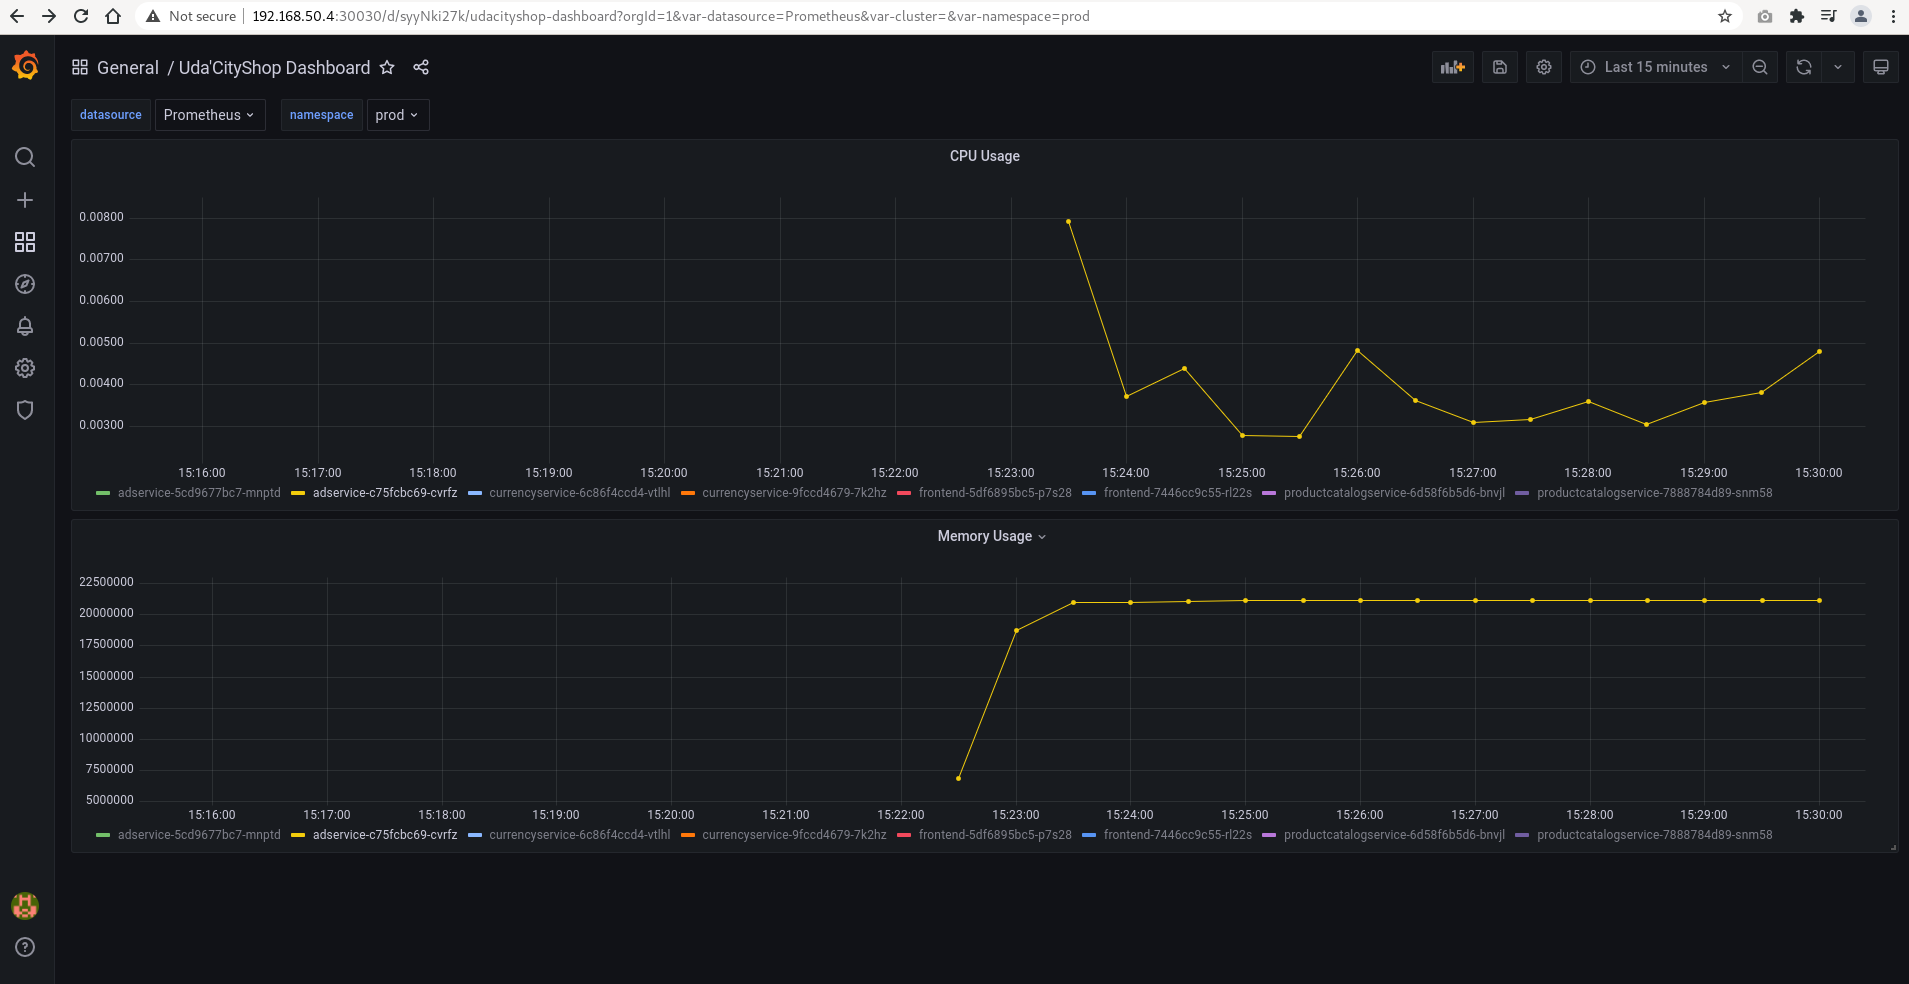 Not secure 192.168.50.4:30030/d/syyNki27k/udacityshop-dashboard?orgId=1&var-datasource=Prometheus&var-cluster=&var-namespace=prod
General / Uda'CityShop Dashboard Last 15 minutes
datasource Prometheus namespace prod
CPU Usage
0.00800
0.00700
0.00600
0.00500
0.00400
0.00300
15:16:00 15:17:00 15:18:00 15:19:00 15:20:00 15:21:00 15:22:00 15:23:00 15:24:00 15:25:00 15:26:00 15:27:00 15:28:00 15:29:00 15:30:00
adservice-5cd9677bc7-mnptd adservice-c75fcbc69-cvrfz currencyservice-6c86f4ccd4-vtlhl currencyservice-9fccd4679-7k2hz frontend-5df6895bc5-p7s28 frontend-7446cc9c55-rl22s productcatalogservice-6d58f6b5d6-bnvjl productcatalogservice-7888784d89-snm58
Memory Usage
22500000
20000000
17500000
15000000
12500000
10000000
7500000
5000000
15:16:00 15:17:00 15:18:00 15:19:00 15:20:00 15:21:00 15:22:00 15:23:00 15:24:00 15:25:00 15:26:00 15:27:00 15:28:00 15:29:00 15:30:00
adservice-5cd9677bc7-mnptd adservice-c75fcbc69-cvrfz currencyservice-6c86f4ccd4-vtlhl currencyservice-9fccd4679-7k2hz frontend-5df6895bc5-p7s28 frontend-7446cc9c55-rl22s productcatalogservice-6d58f6b5d6-bnvjl productcatalogservice-7888784d89-snm58